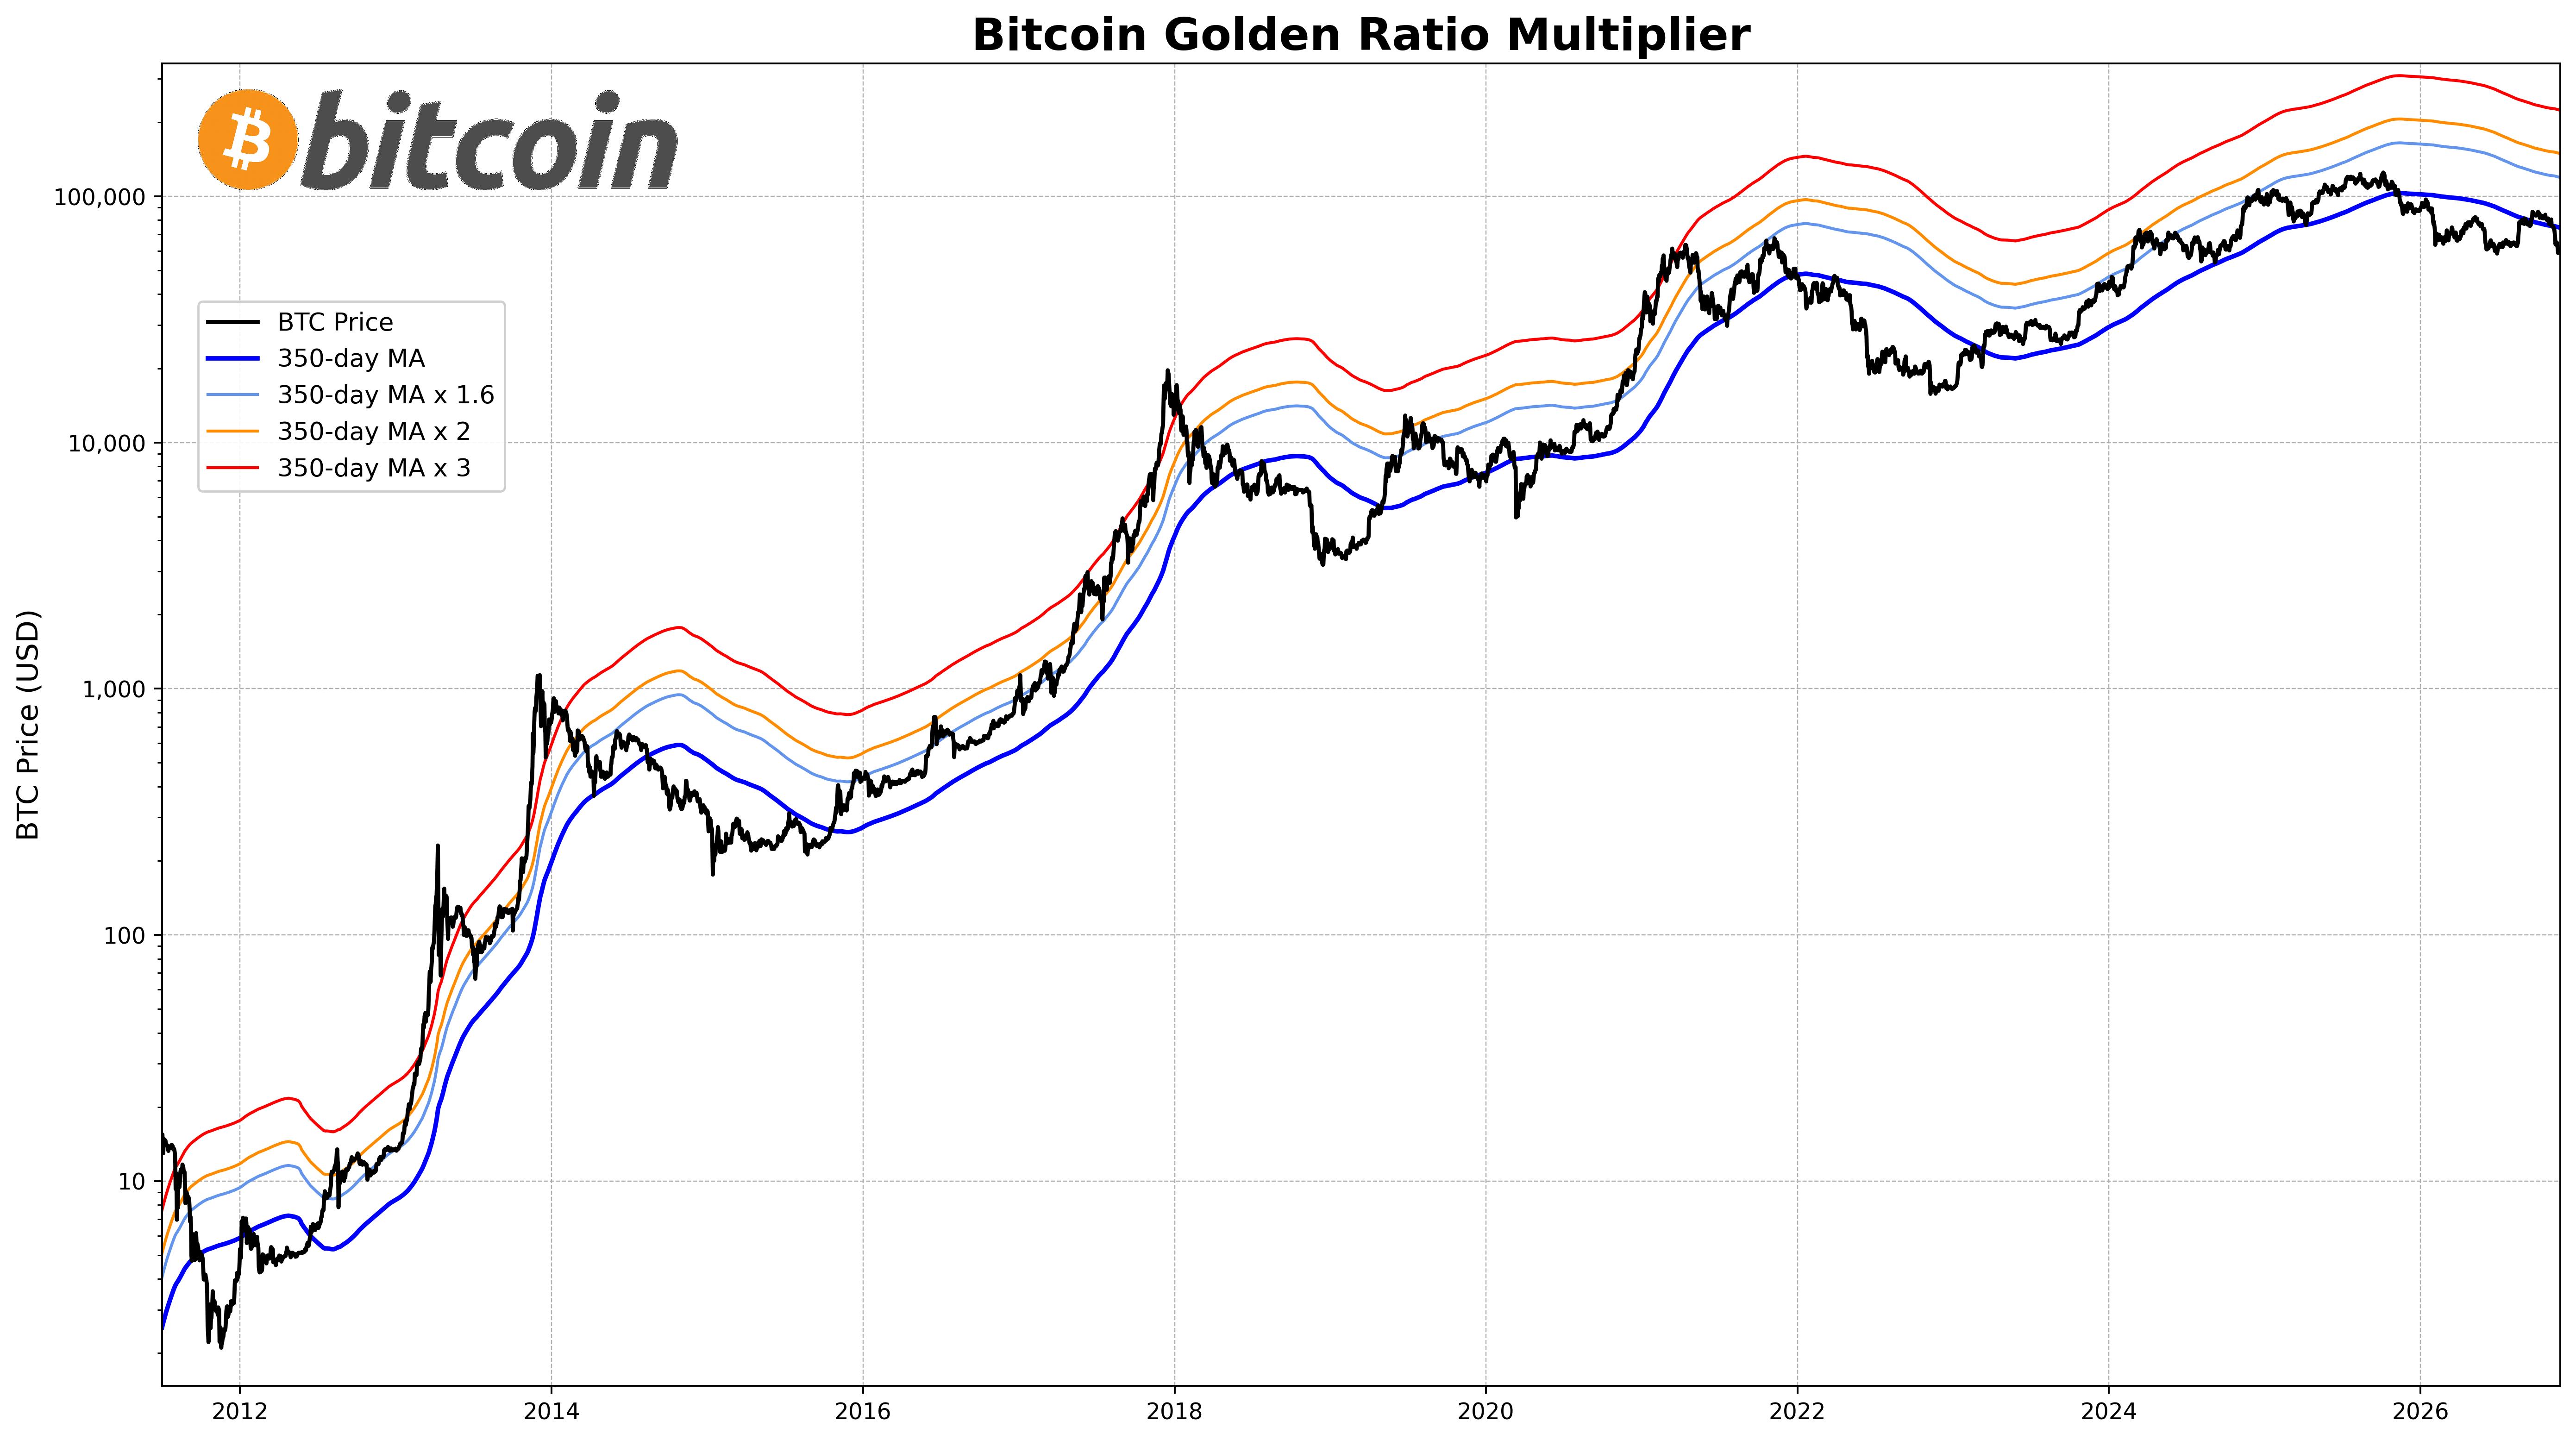 Bitcoin Golden Ratio Multiplier
bitcoin
BTC Price
350-day MA
350-day MA x 1.6
350-day MA x 2
350-day MA x 3
BTC Price (USD)
100,000
10,000
1,000
100
10
2012
2014
2016
2018
2020
2022
2024
2026